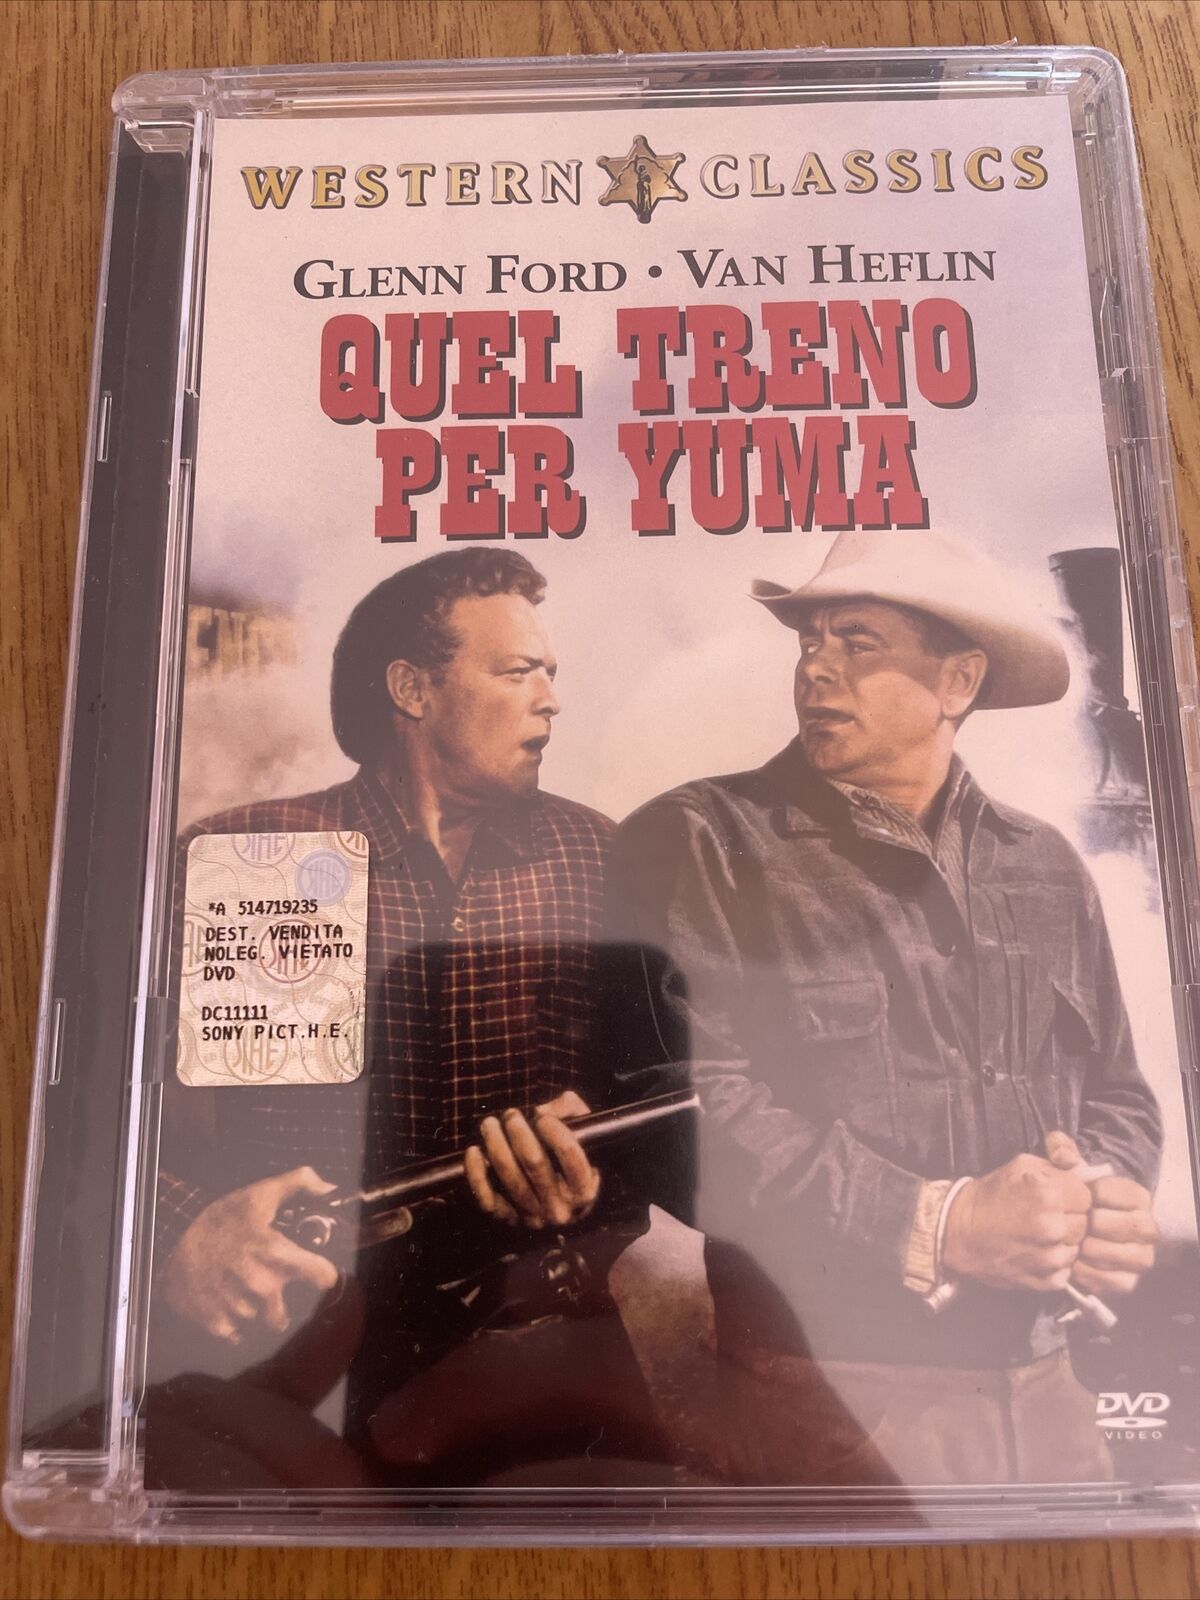 WESTERN CLASSICS
GLENN FORD • VAN HEFLIN
QUEL TRENO
PER YUMA
*A 514719235
DEST. VENDITA
NOLEG. VIETATO
DVD
DC11111
SONY PICT.H.E.
DVD
VIDEO